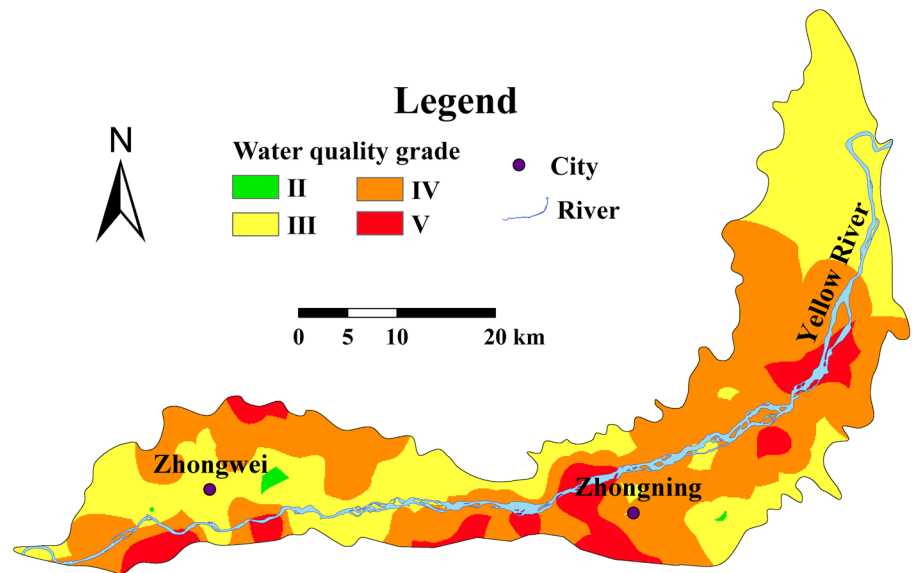 Legend
N
Water quality grade
II
IV
III
V
City
River
0 5 10 20 km
Yellow River
Zhongwei
Zhongning